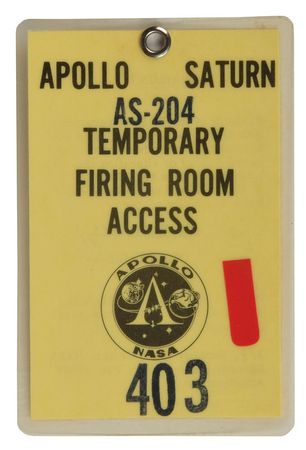 APOLLO SATURN
AS-204
TEMPORARY
FIRING ROOM
ACCESS
APOLLO
NASA
403